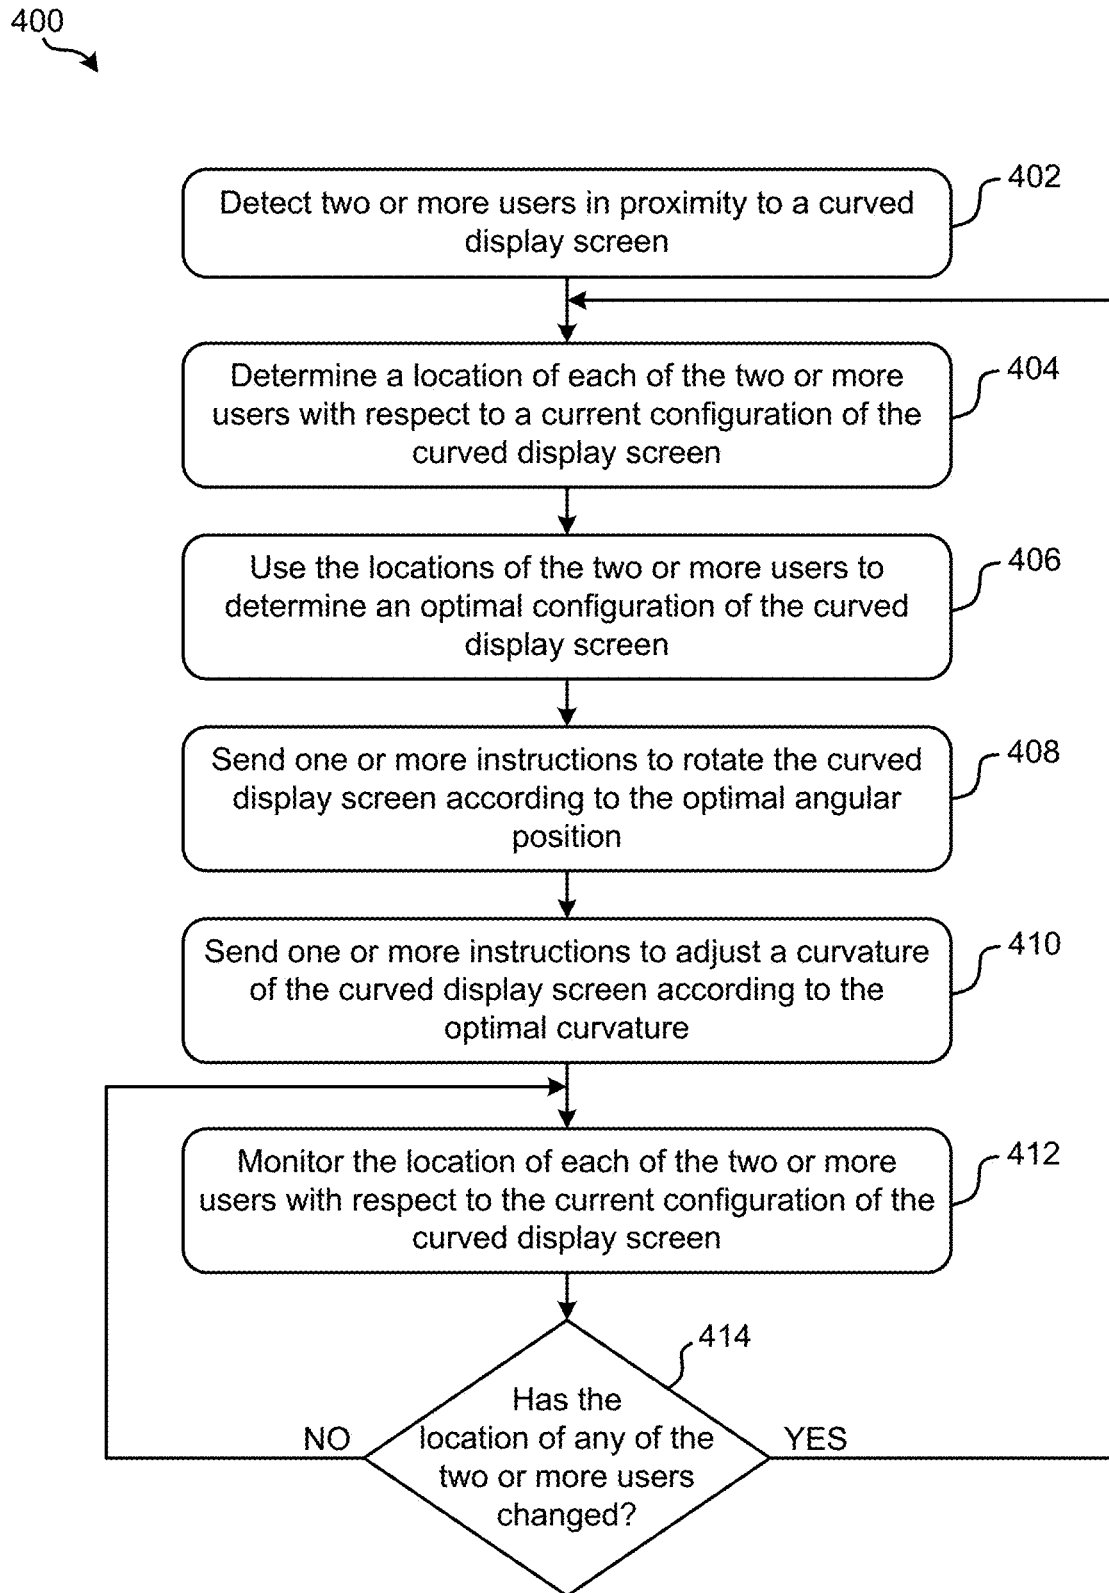 400
402
Detect two or more users in proximity to a curved
display screen
404
Determine a location of each of the two or more
users with respect to a current configuration of the
curved display screen
406
Use the locations of the two or more users to
determine an optimal configuration of the curved
display screen
408
Send one or more instructions to rotate the curved
display screen according to the optimal angular
position
410
Send one or more instructions to adjust a curvature
of the curved display screen according to the
optimal curvature
412
Monitor the location of each of the two or more
users with respect to the current configuration of the
curved display screen
414
Has the
location of any of the
two or more users
changed?
NO
YES